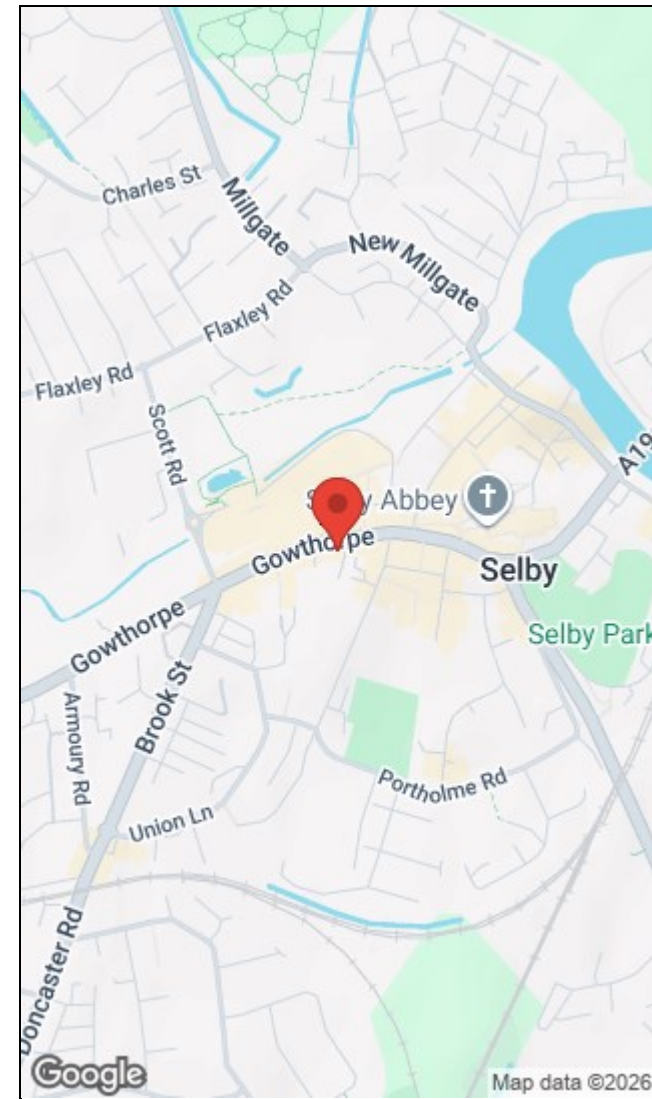 Charles St
Millgate
New Millgate
Flaxley Rd
Flaxley Rd
Scott Rd
A19
Abbey
Gowthorpe
Selby
Selby Park
Gowthorpe
Brook St
Armoury Rd
Portholme Rd
Union Ln
Doncaster Rd
Google
Map data ©2026